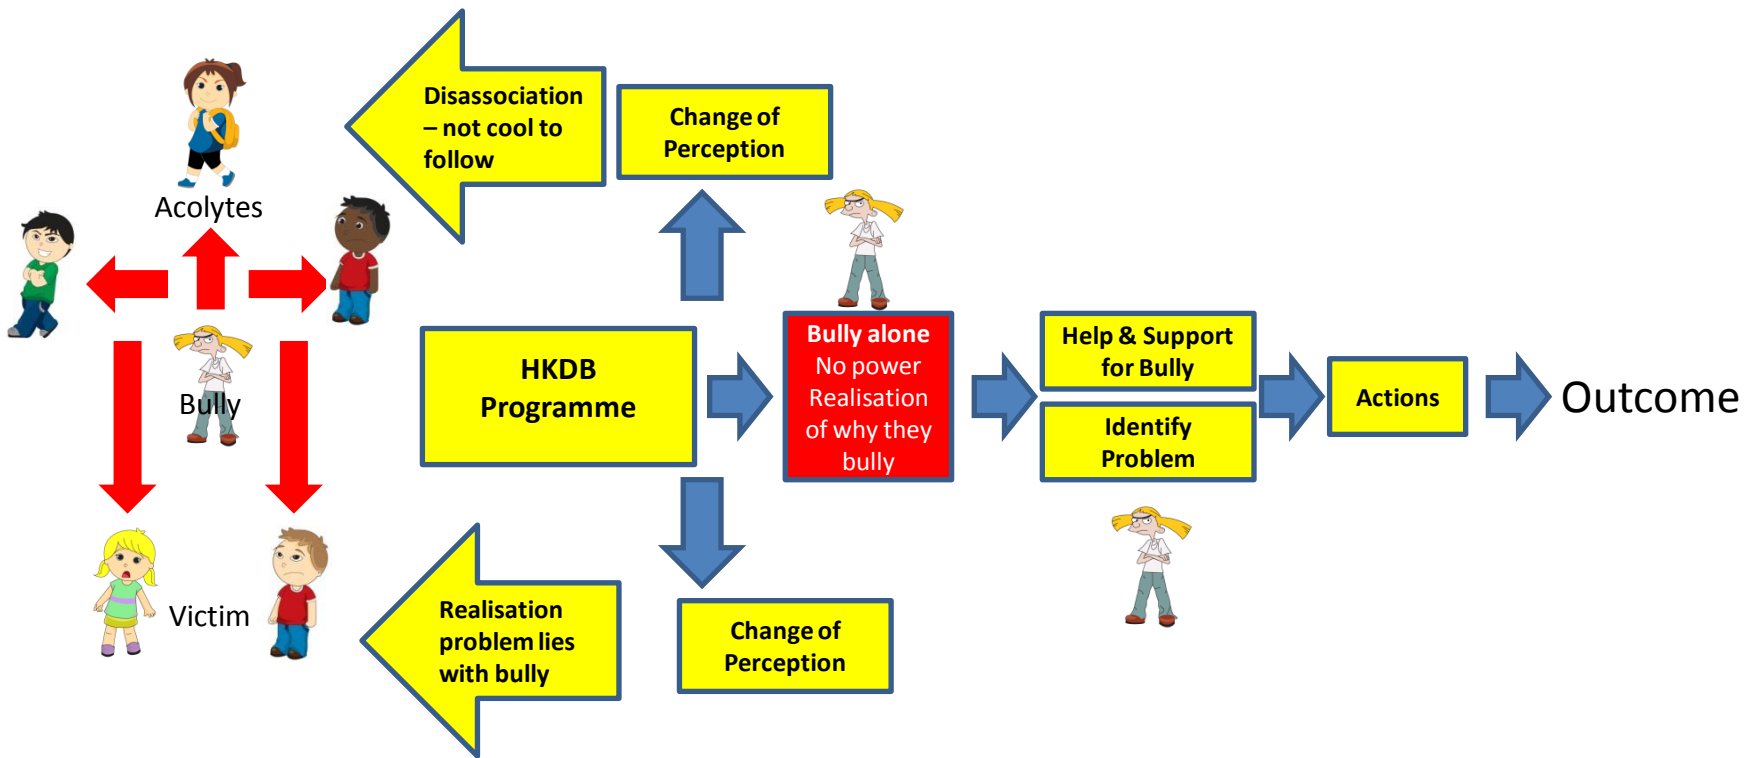 Disassociation
– not cool to
follow
Change of
Perception
Acolytes
Bully
Victim
HKDB
Programme
Bully alone
No power
Realisation
of why they
bully
Help & Support
for Bully
Identify
Problem
Actions
Outcome
Realisation
problem lies
with bully
Change of
Perception